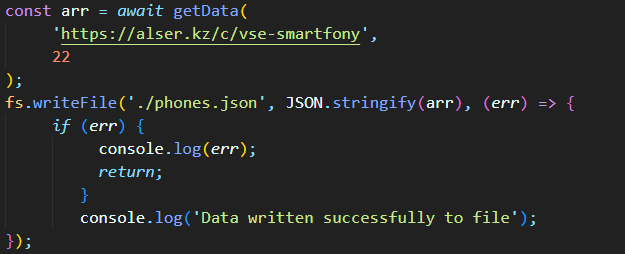 const arr = await getData(
'https://alser.kz/c/vse-smartfony',
22
);
fs.writeFile('./phones.json', JSON.stringify(arr), (err) => {
if (err) {
console.log(err);
return;
}
console.log('Data written successfully to file');
});